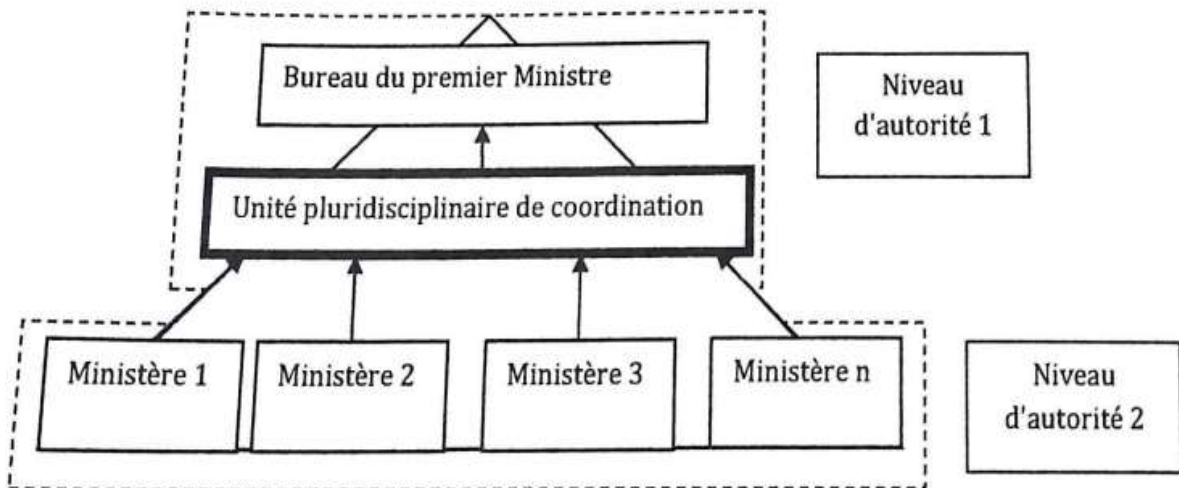 Bureau du premier Ministre
Niveau
d'autorité 1
Unité pluridisciplinaire de coordination
Ministère 1
Ministère 2
Ministère 3
Ministère n
Niveau
d'autorité 2